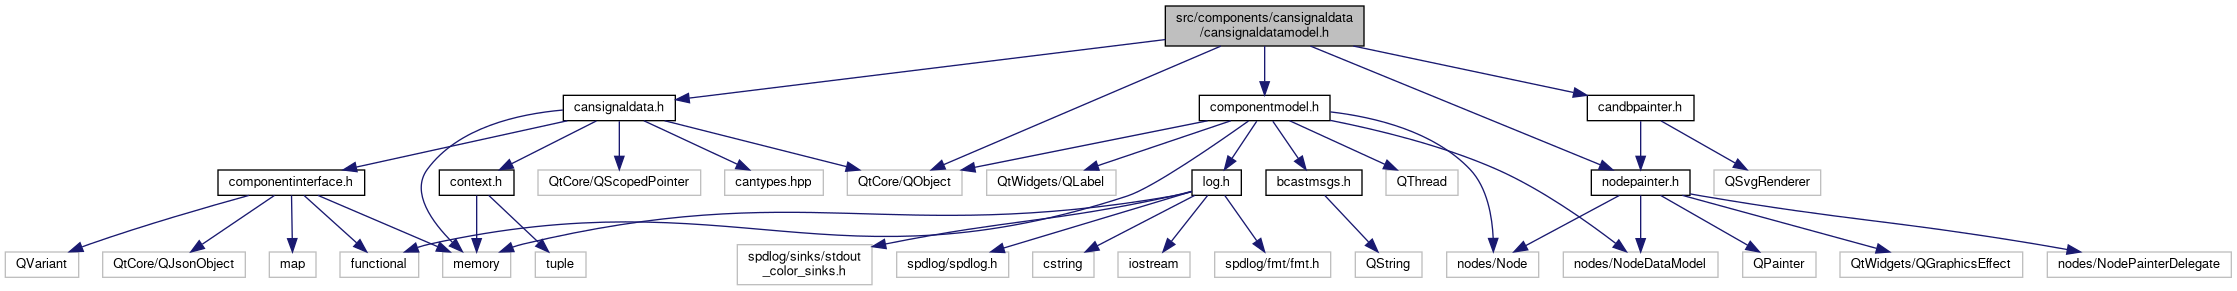 src/components/cansignaldata
/cansignaldatamodel.h
cansignaldata.h
componentmodel.h
candbpainter.h
componentinterface.h
context.h
QtCore/QScopedPointer
cantypes.hpp
QtCore/QObject
QtWidgets/QLabel
log.h
bcastmsgs.h
QThread
nodepainter.h
QSvgRenderer
QVariant
QtCore/QJsonObject
map
functional
memory
tuple
spdlog/sinks/stdout
_color_sinks.h
spdlog/spdlog.h
cstring
iostream
spdlog/fmt/fmt.h
QString
nodes/Node
nodes/NodeDataModel
QPainter
QtWidgets/QGraphicsEffect
nodes/NodePainterDelegate